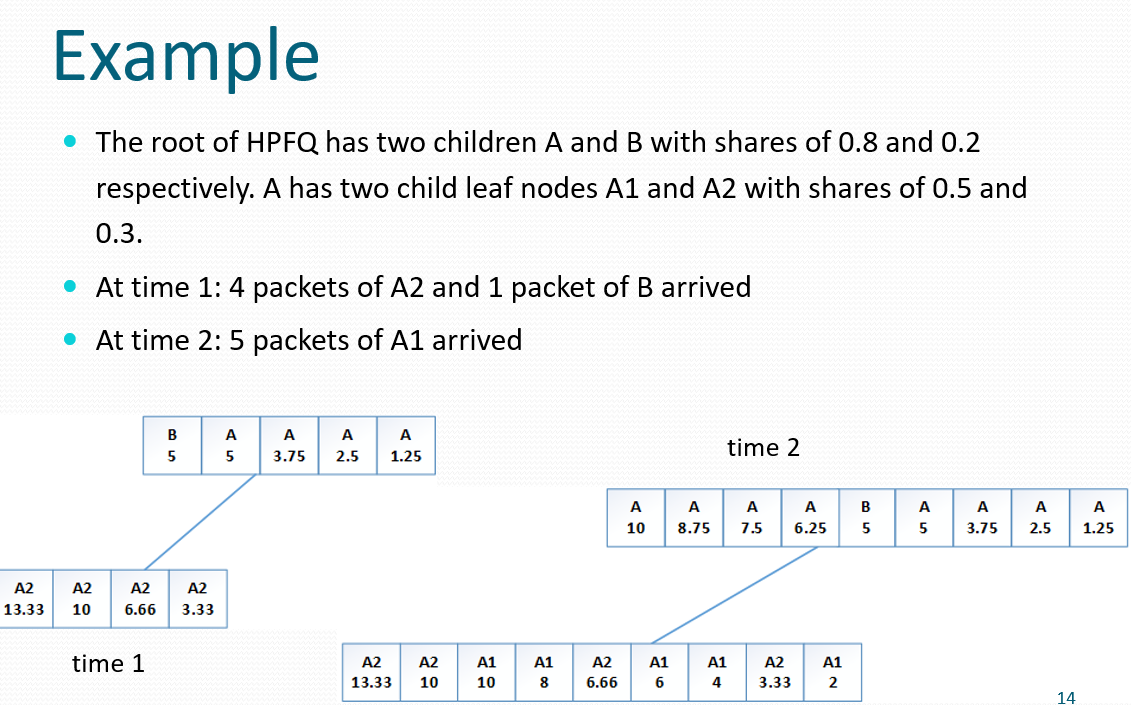 Example
The root of HPFQ has two children A and B with shares of 0.8 and 0.2
respectively. A has two child leaf nodes A1 and A2 with shares of 0.5 and
0.3.
At time 1: 4 packets of A2 and 1 packet of B arrived
At time 2: 5 packets of A1 arrived
B A A A A
5 5 3.75 2.5 1.25
A2 A2 A2 A2
13.33 10 6.66 3.33
time 1
time 2
A A A A B A A A A
10 8.75 7.5 6.25 5 5 3.75 2.5 1.25
A2 A2 A1 A1 A2 A1 A1 A2 A1
13.33 10 10 8 6.66 6 4 3.33 2
14